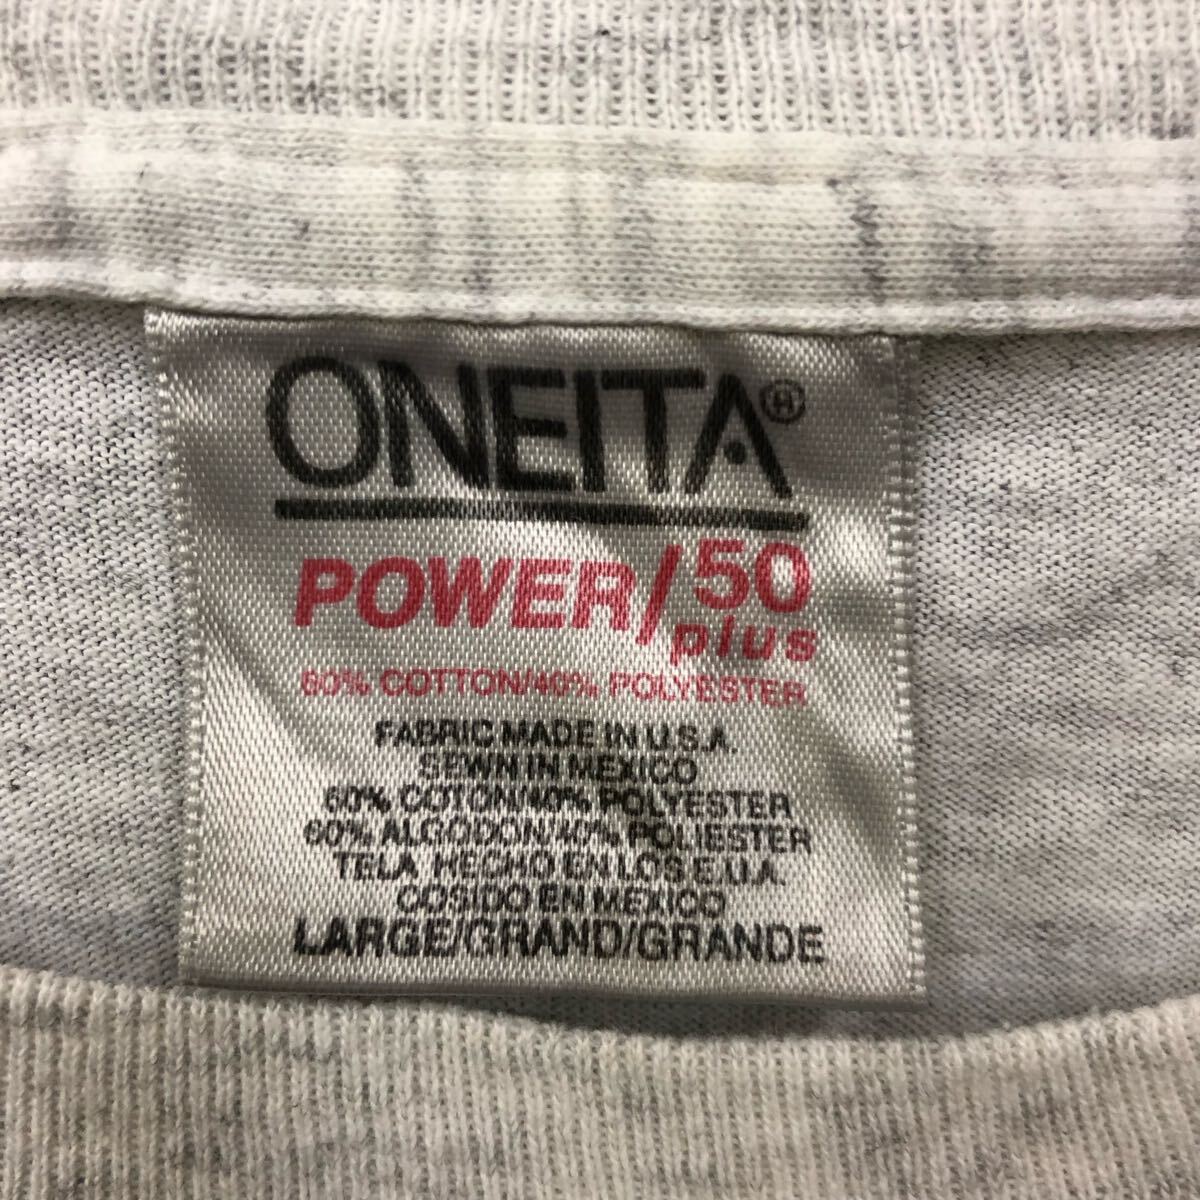 ONEITA®
POWER/50 plus
60% COTTON/40% POLYESTER
FABRIC MADE IN U.S.A.
SEWN IN MEXICO
60% COTON/40% POLYESTER
60% ALGODON/40% POLIESTER
TELA HECHO EN LOS E.U.A.
COSIDO EN MEXICO
LARGE/GRAND/GRANDE